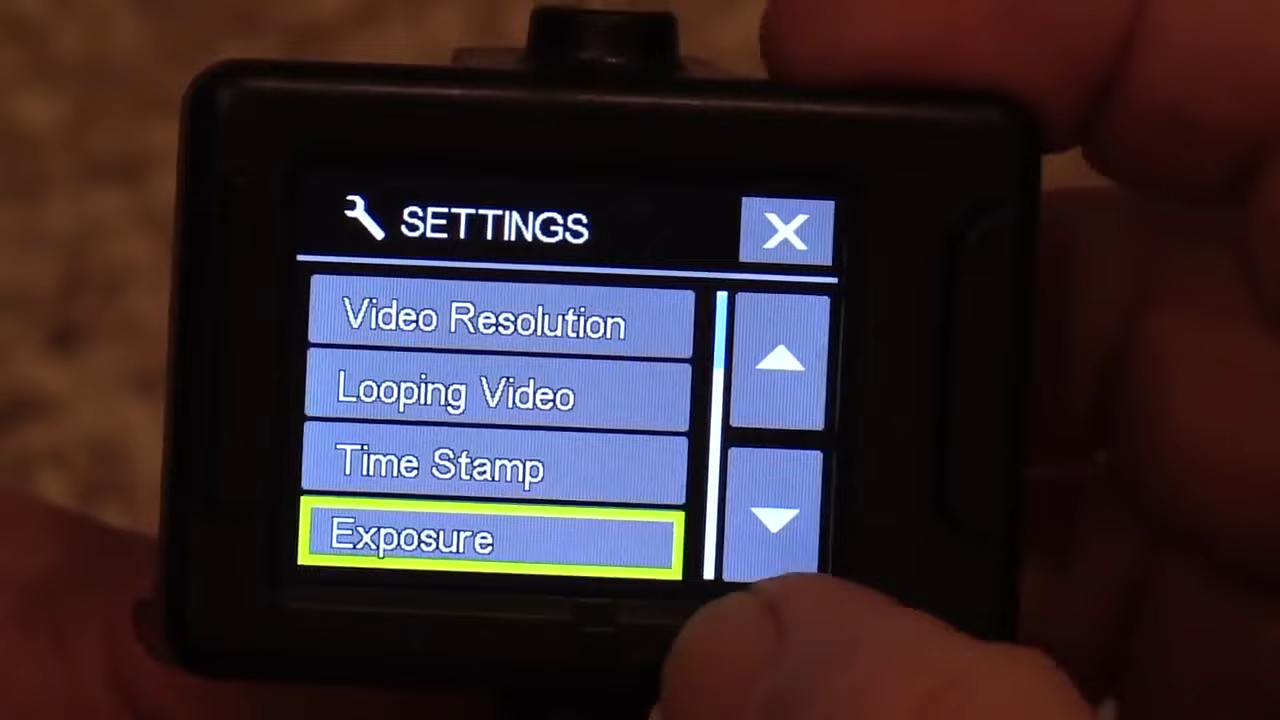 SETTINGS
Video Resolution
Looping Video
Time Stamp
Exposure